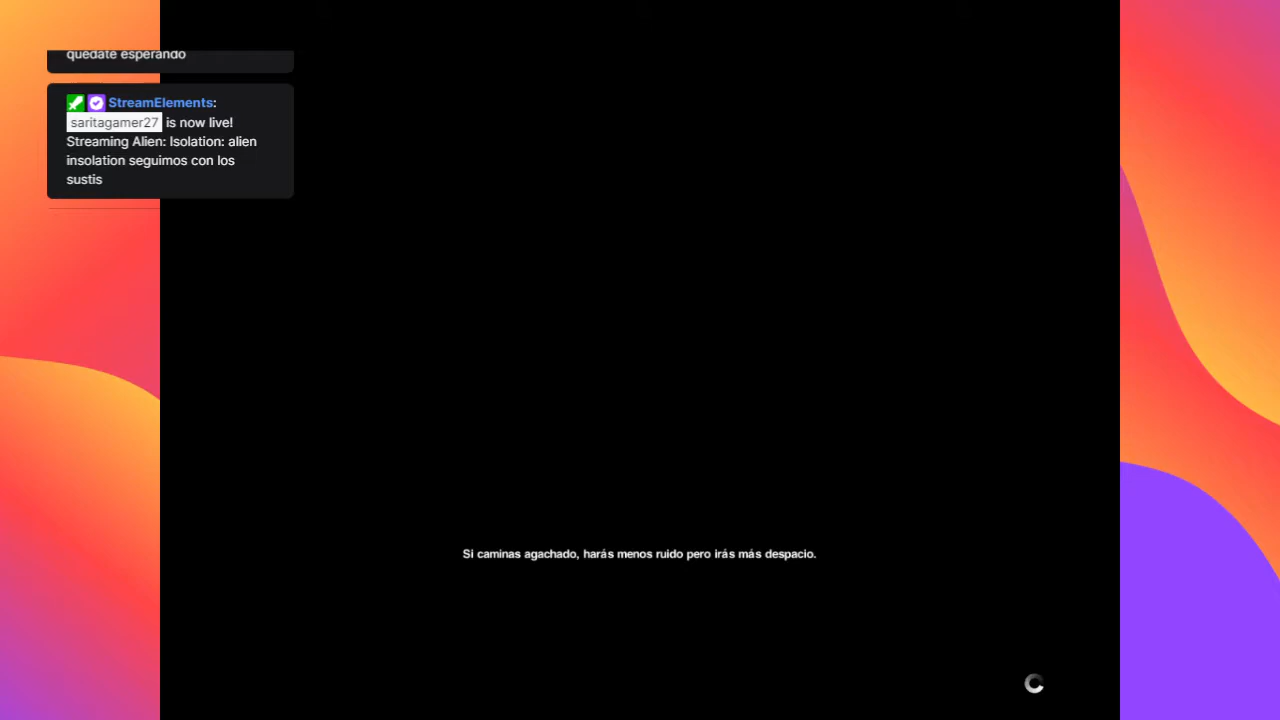 quedate esperando
StreamElements:
saritagamer27 is now live!
Streaming Alien: Isolation: alien
insolation seguimos con los
sustis
Si caminas agachado, harás menos ruido pero irás más despacio.